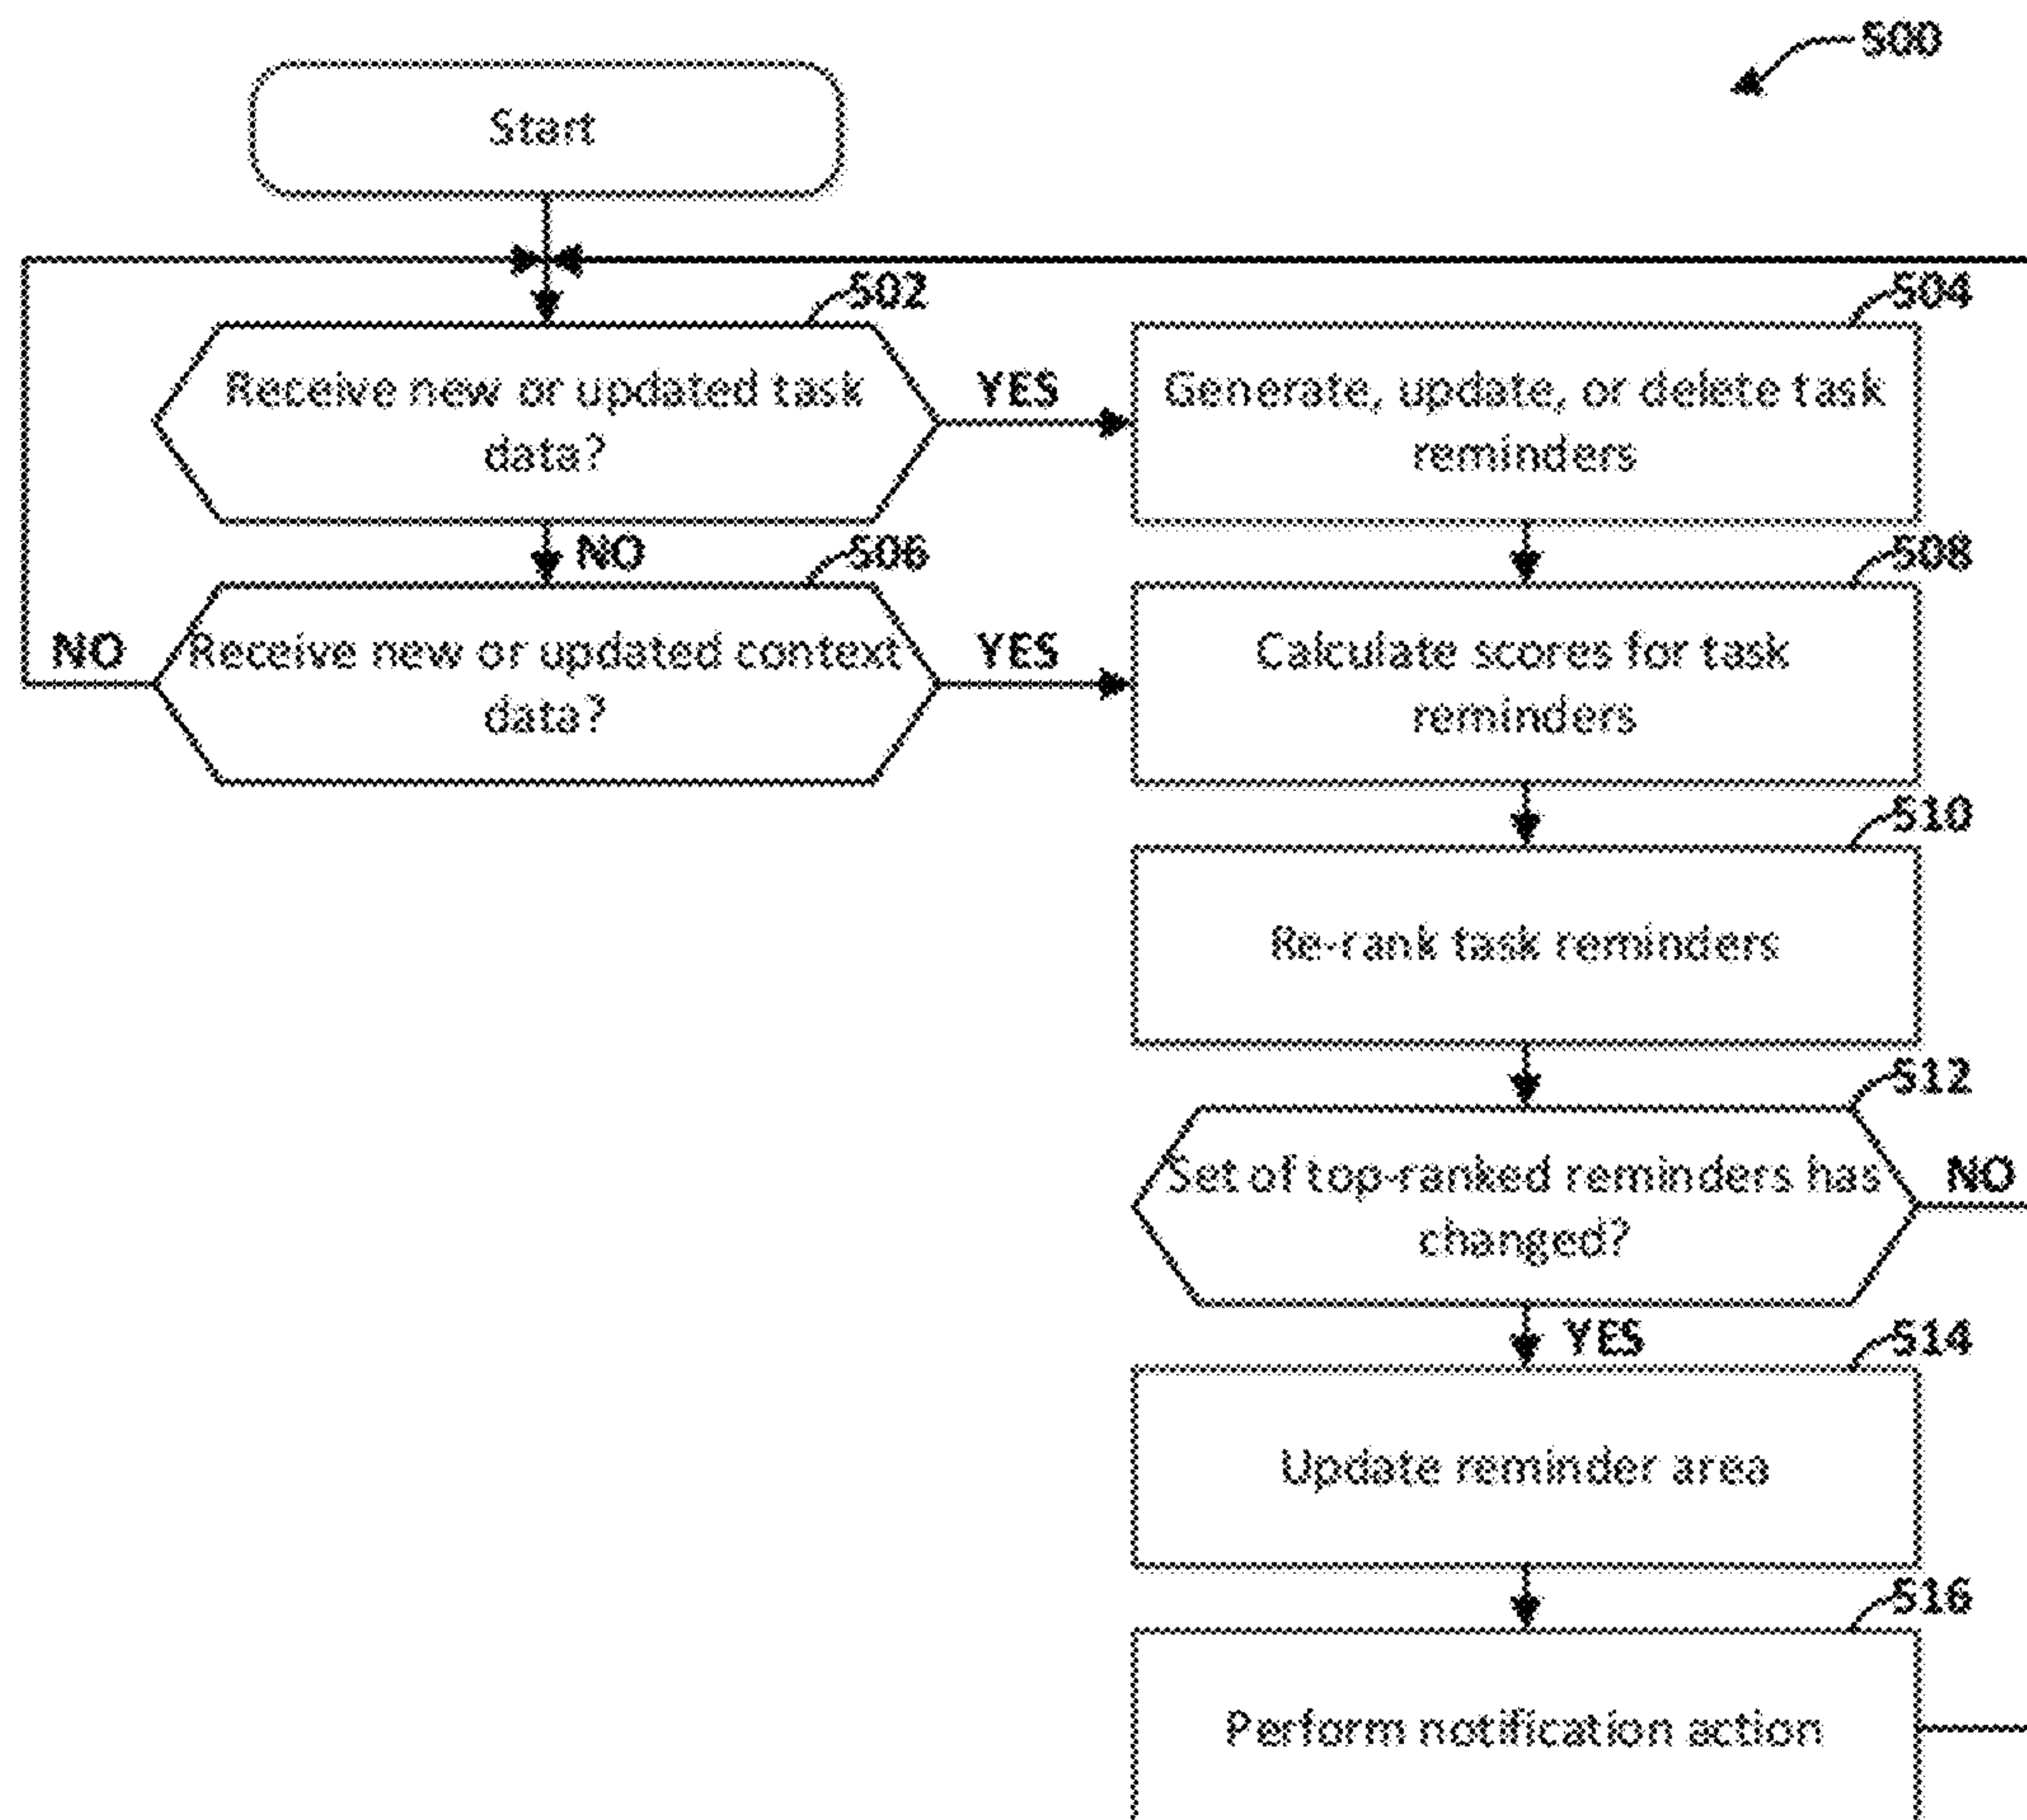 500
Start
502
Receive new or updated task
data?
YES
504
Generate, update, or delete task
reminders
NO
506
Receive new or updated context
data?
NO
YES
508
Calculate scores for task
reminders
510
Re-rank task reminders
512
Set of top-ranked reminders has
changed?
NO
YES
514
Update reminder area
516
Perform notification action